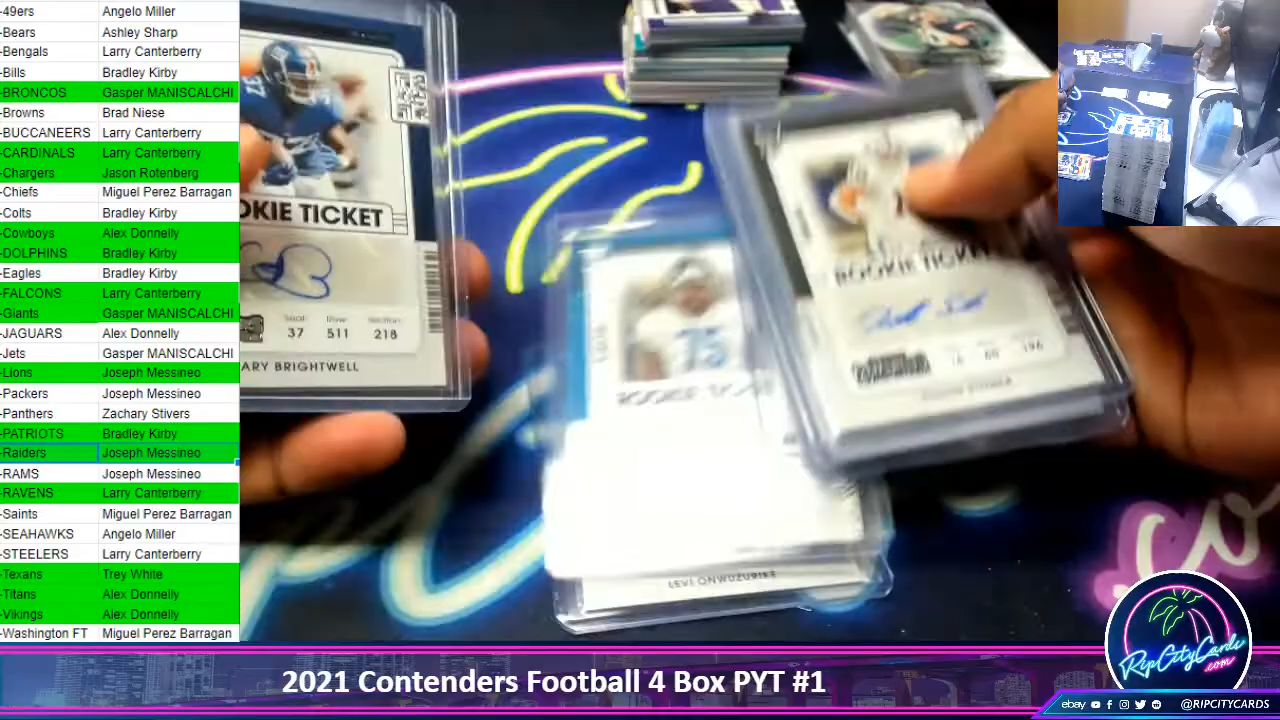 -49ers Angelo Miller
-Bears Ashley Sharp
-Bengals Larry Canterberry
-Bills Bradley Kirby
-BRONCOS Gasper MANISCALCHI
-Browns Brad Niese
-BUCCANEERS Larry Canterberry
-CARDINALS Larry Canterberry
-Chargers Jason Rotenberg
-Chiefs Miguel Perez Barragan
-Colts Bradley Kirby
-Cowboys Alex Donnelly
-DOLPHINS Bradley Kirby
-Eagles Bradley Kirby
-FALCONS Larry Canterberry
-Giants Gasper MANISCALCHI
-JAGUARS Alex Donnelly
-Jets Gasper MANISCALCHI
-Lions Joseph Messineo
-Packers Joseph Messineo
-Panthers Zachary Stivers
-PATRIOTS Bradley Kirby
-Raiders Joseph Messineo
-RAMS Joseph Messineo
-RAVENS Larry Canterberry
-Saints Miguel Perez Barragan
-SEAHAWKS Angelo Miller
-STEELERS Larry Canterberry
-Texans Trey White
-Titans Alex Donnelly
-Vikings Alex Donnelly
-Washington FT Miguel Perez Barragan
OKIE TICKET
37 511 218
ARY BRIGHTWELL
ROOKIE TICKET
ROOKIE
LEVI ONWUZURIKE
RipCityCards
.com
2021 Contenders Football 4 Box PYT #1
ebay @RIPCITYCARDS